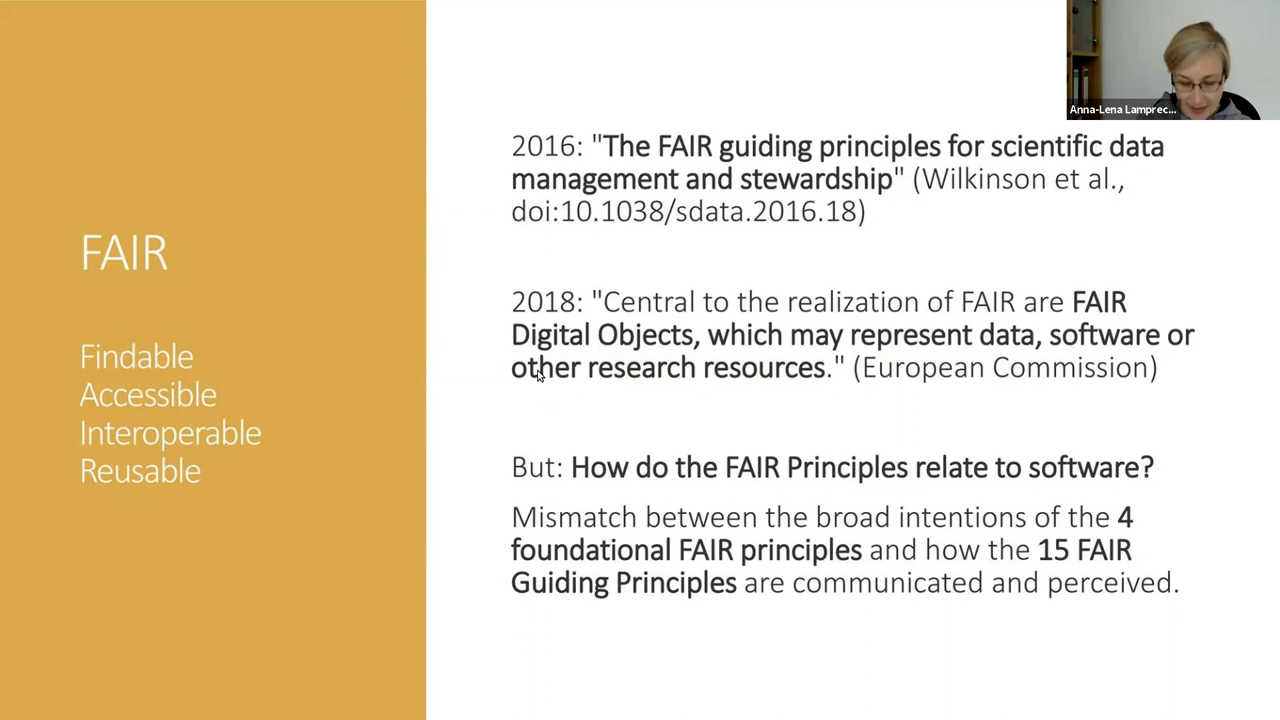 Anna-Lena Lamprec...
FAIR
Findable
Accessible
Interoperable
Reusable
2016: "The FAIR guiding principles for scientific data
management and stewardship" (Wilkinson et al.,
doi:10.1038/sdata.2016.18)
2018: "Central to the realization of FAIR are FAIR
Digital Objects, which may represent data, software or
other research resources." (European Commission)
But: How do the FAIR Principles relate to software?
Mismatch between the broad intentions of the 4
foundational FAIR principles and how the 15 FAIR
Guiding Principles are communicated and perceived.